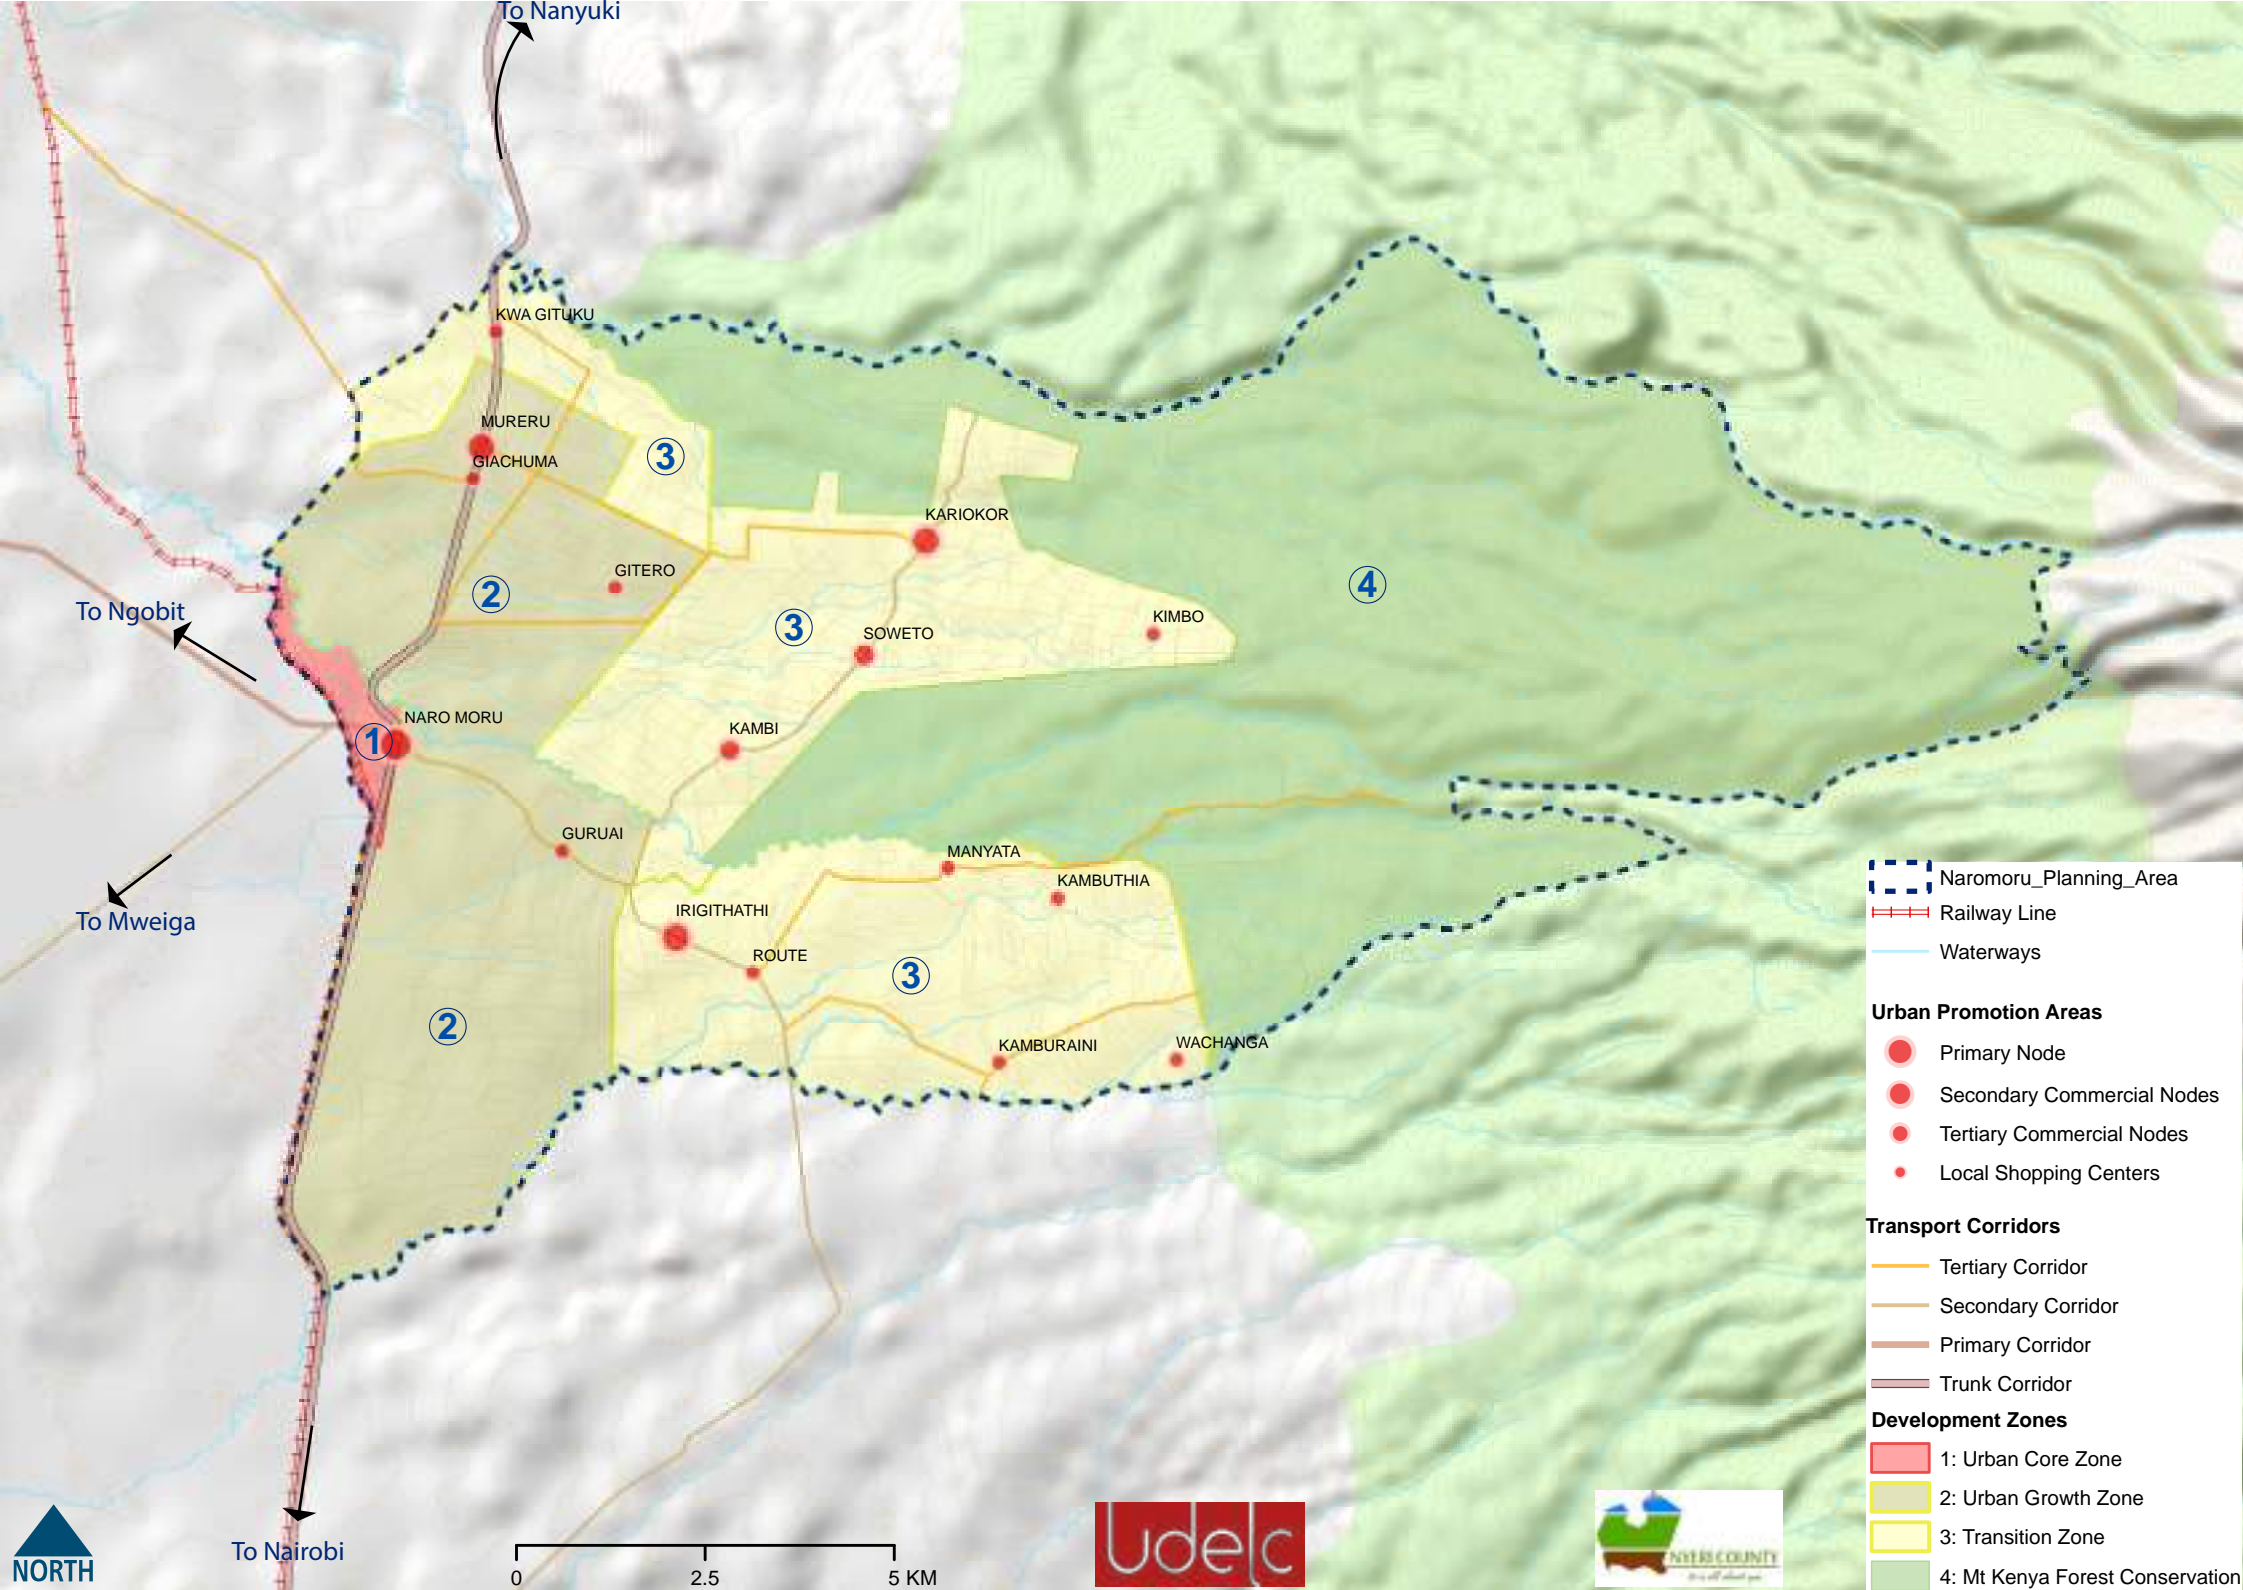 To Nanyuki
KWA GITUKU
MURERU
GIACHUMA
3
KARIOKOR
GITERO
2
4
To Ngobit
3
SOWETO
KIMBO
NARO MORU
1
KAMBI
GURUAI
MANYATA
KAMBUTHIA
To Mweiga
IRIGITHATHI
ROUTE
3
2
KAMBURAINI
WACHANGA
To Nairobi
NORTH
0 2.5 5 KM
Udelc
NYERI COUNTY
Naromoru_Planning_Area
Railway Line
Waterways
Urban Promotion Areas
Primary Node
Secondary Commercial Nodes
Tertiary Commercial Nodes
Local Shopping Centers
Transport Corridors
Tertiary Corridor
Secondary Corridor
Primary Corridor
Trunk Corridor
Development Zones
1: Urban Core Zone
2: Urban Growth Zone
3: Transition Zone
4: Mt Kenya Forest Conservation